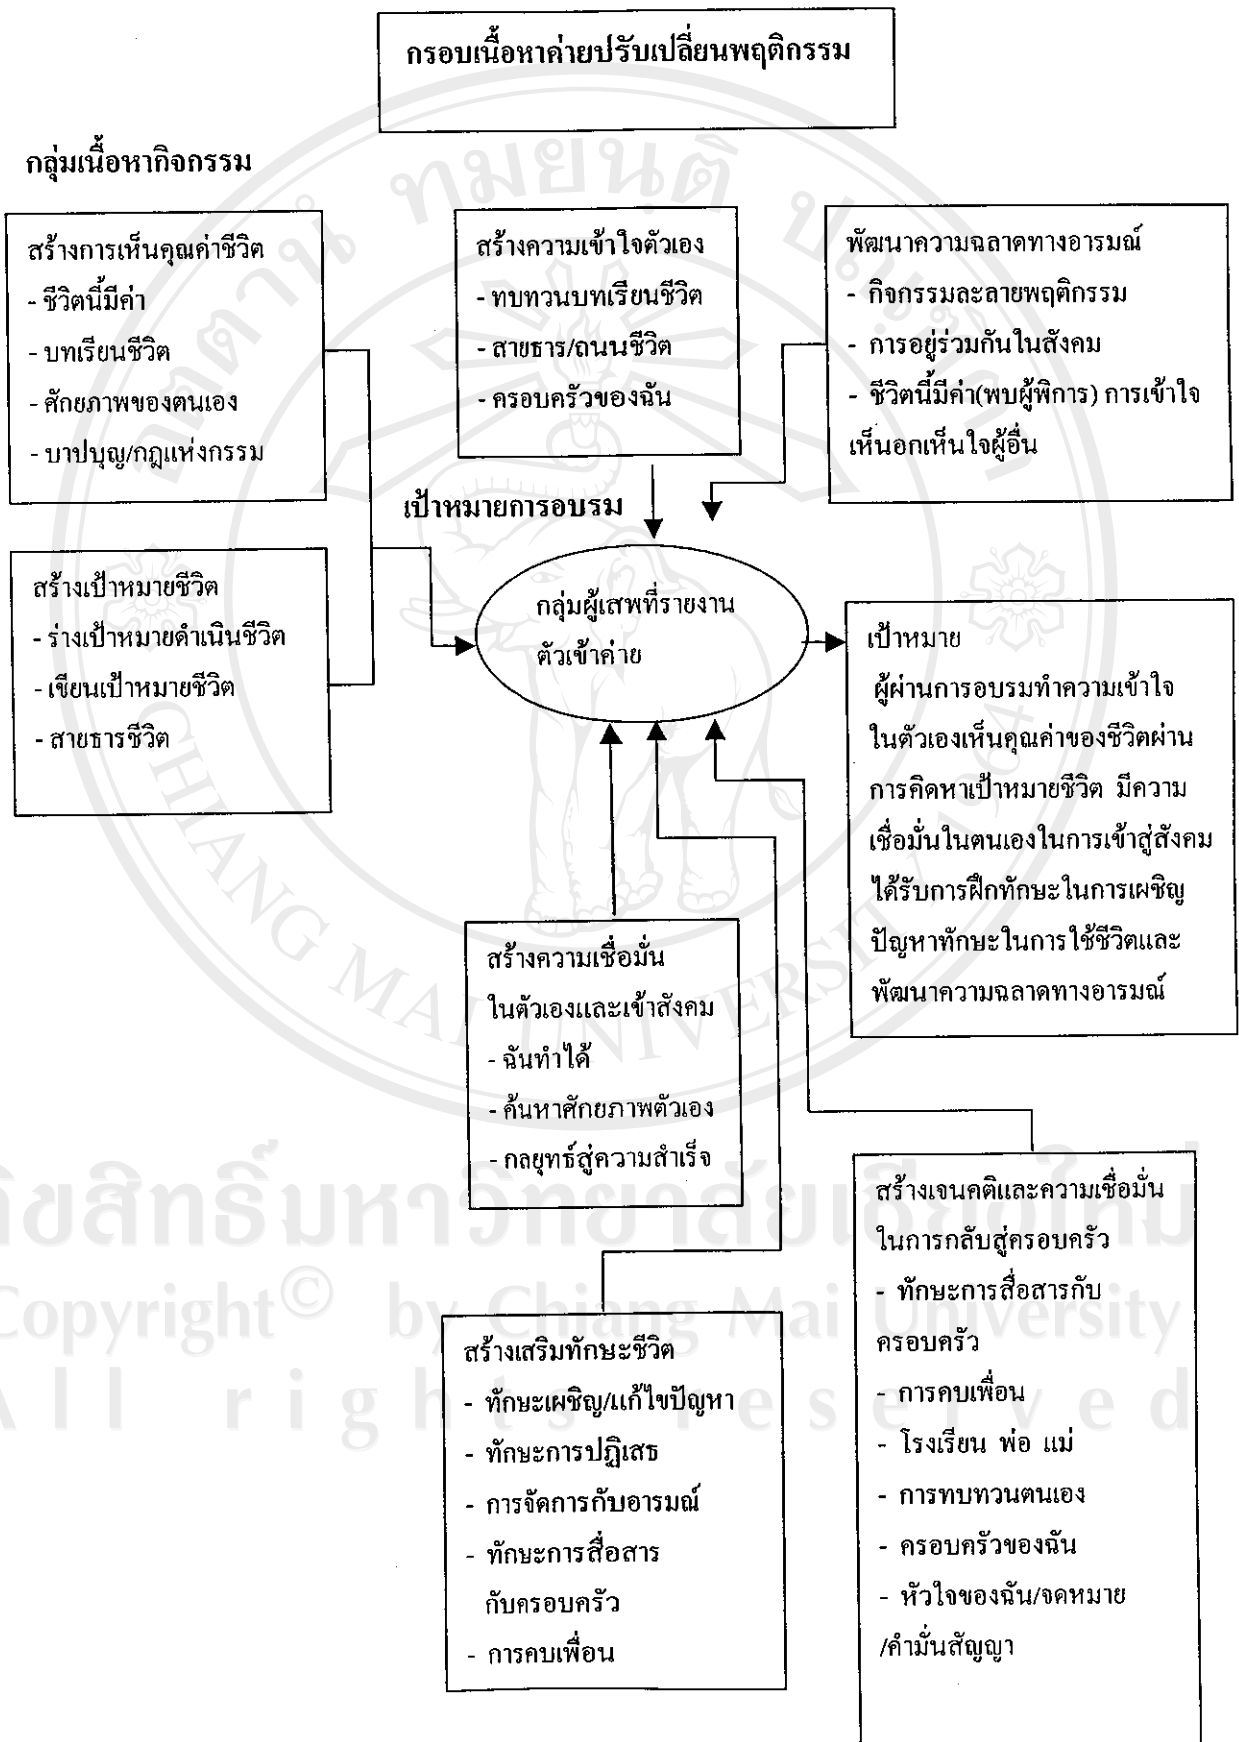 กรอบเนื้อหาค่ายปรับเปลี่ยนพฤติกรรม
กลุ่มเนื้อหากิจกรรม
สร้างการเห็นคุณค่าชีวิต
- ชีวิตนี้มีค่า
- บทเรียนชีวิต
- ศักยภาพของตนเอง
- บาปบุญ/กฎแห่งกรรม
สร้างความเข้าใจตัวเอง
- ทบทวนบทเรียนชีวิต
- สายธาร/ถนนชีวิต
- ครอบครัวของฉัน
พัฒนาความฉลาดทางอารมณ์
- กิจกรรมละลายพฤติกรรม
- การอยู่ร่วมกันในสังคม
- ชีวิตนี้มีค่า(พบผู้พิการ) การเข้าใจ
เห็นอกเห็นใจผู้อื่น
เป้าหมายการอบรม
สร้างเป้าหมายชีวิต
- ร่างเป้าหมายดำเนินชีวิต
- เขียนเป้าหมายชีวิต
- สายธารชีวิต
กลุ่มผู้เสพที่รายงาน
ตัวเข้าค่าย
เป้าหมาย
ผู้ผ่านการอบรมทำความเข้าใจ
ในตัวเองเห็นคุณค่าของชีวิตผ่าน
การคิดหาเป้าหมายชีวิต มีความ
เชื่อมั่นในตนเองในการเข้าสู่สังคม
ได้รับการฝึกทักษะในการเผชิญ
ปัญหาทักษะในการใช้ชีวิตและ
พัฒนาความฉลาดทางอารมณ์
สร้างความเชื่อมั่น
ในตัวเองและเข้าสังคม
- ฉันทำได้
- ค้นหาศักยภาพตัวเอง
- กลยุทธ์สู่ความสำเร็จ
สร้างเสริมทักษะชีวิต
- ทักษะเผชิญ/แก้ไขปัญหา
- ทักษะการปฏิเสธ
- การจัดการกับอารมณ์
- ทักษะการสื่อสาร
กับครอบครัว
- การคบเพื่อน
สร้างเจนคติและความเชื่อมั่น
ในการกลับสู่ครอบครัว
- ทักษะการสื่อสารกับ
ครอบครัว
- การคบเพื่อน
- โรงเรียน พ่อ แม่
- การทบทวนตนเอง
- ครอบครัวของฉัน
- หัวใจของฉัน/จดหมาย
/คำมั่นสัญญา
CHIANG MAI UNIVERSITY 1964
Copyright© by Chiang Mai University
All rights reserved